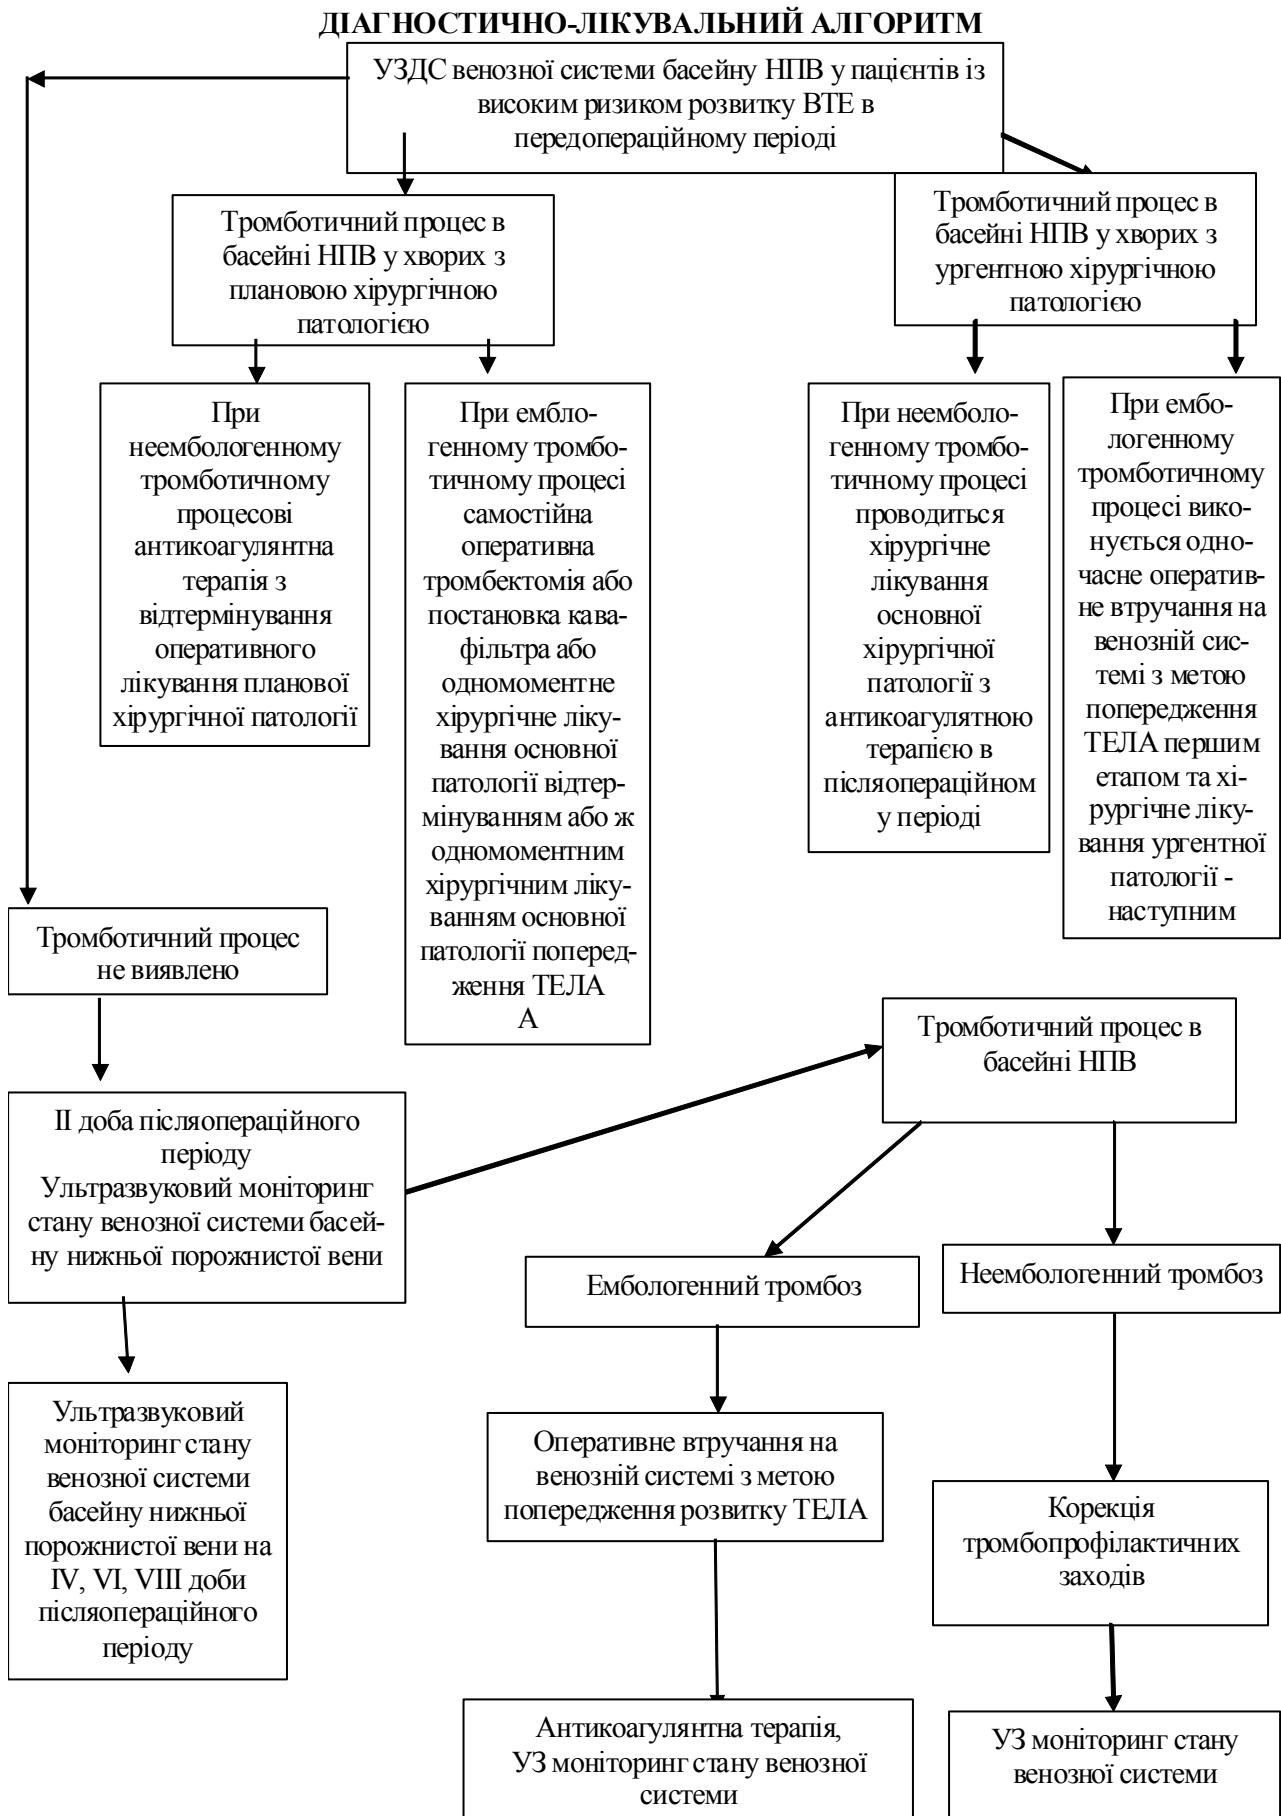 ДІАГНОСТИЧНО-ЛІКУВАЛЬНИЙ АЛГОРИТМ
УЗДС венозної системи басейну НПВ у пацієнтів із
високим ризиком розвитку ВТЕ в
передопераційному періоді
Тромботичний процес в
басейні НПВ у хворих з
плановою хірургічною
патологією
Тромботичний процес в
басейні НПВ у хворих з
ургентною хірургічною
патологією
При
неембологенному
тромботичному
процесові
антикоагулянтна
терапія з
відтермінування
оперативного
лікування планової
хірургічної патології
При ембло-
генному тромбо-
тичному процесі
самостійна
оперативна
тромбектомія або
постановка кава-
фільтра або
одномоментне
хірургічне ліку-
вання основної
патології відтер-
мінуванням або ж
одномоментним
хірургічним ліку-
ванням основної
патології поперед-
ження ТЕЛА
А
При неемболо-
генному тромбо-
тичному процесі
проводиться
хірургічне
лікування
основної
хірургічної
патології з
антикоагулятною
терапією в
післяопераційном
у періоді
При ембо-
логенному
тромботичному
процесі вико-
нується одно-
часне оператив-
не втручання на
венозній сис-
темі з метою
попередження
ТЕЛА першим
етапом та хі-
рургічне ліку-
вання ургентної
патології -
наступним
Тромботичний процес
не виявлено
ІІ доба післяопераційного
періоду
Ультразвуковий моніторинг
стану венозної системи басей-
ну нижньої порожнистої вени
Ультразвуковий
моніторинг стану
венозної системи
басейну нижньої
порожнистої вени на
IV, VI, VIII доби
післяопераційного
періоду
Тромботичний процес в
басейні НПВ
Ембологенний тромбоз
Неембологенний тромбоз
Оперативне втручання на
венозній системі з метою
попередження розвитку ТЕЛА
Корекція
тромбопрофілактичних
заходів
Антикоагулянтна терапія,
УЗ моніторинг стану венозної
системи
УЗ моніторинг стану
венозної системи